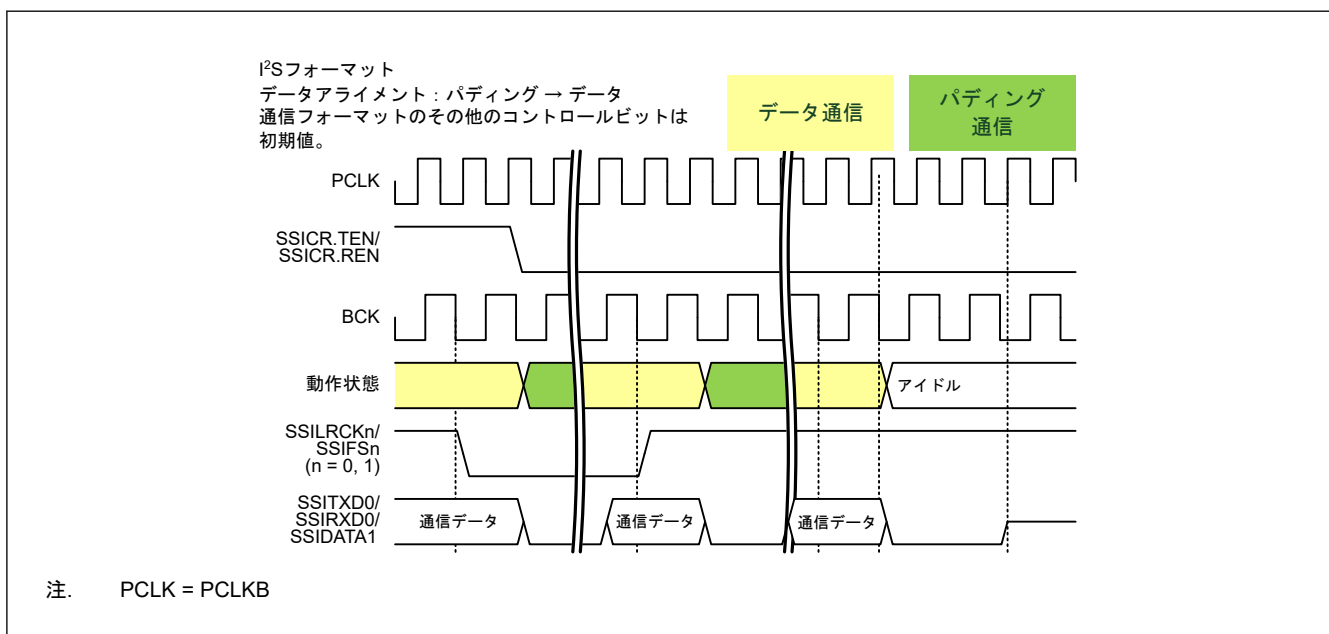 I²Sフォーマット
データアライメント：パディング → データ
通信フォーマットのその他のコントロールビットは
初期値。
データ通信
パディング
通信
PCLK
SSICR.TEN/
SSICR.REN
BCK
動作状態
アイドル
SSILRCKn/
SSIFSn
(n = 0, 1)
SSITXD0/
SSIRXD0/
SSIDATA1
通信データ
通信データ
通信データ
注. PCLK = PCLKB